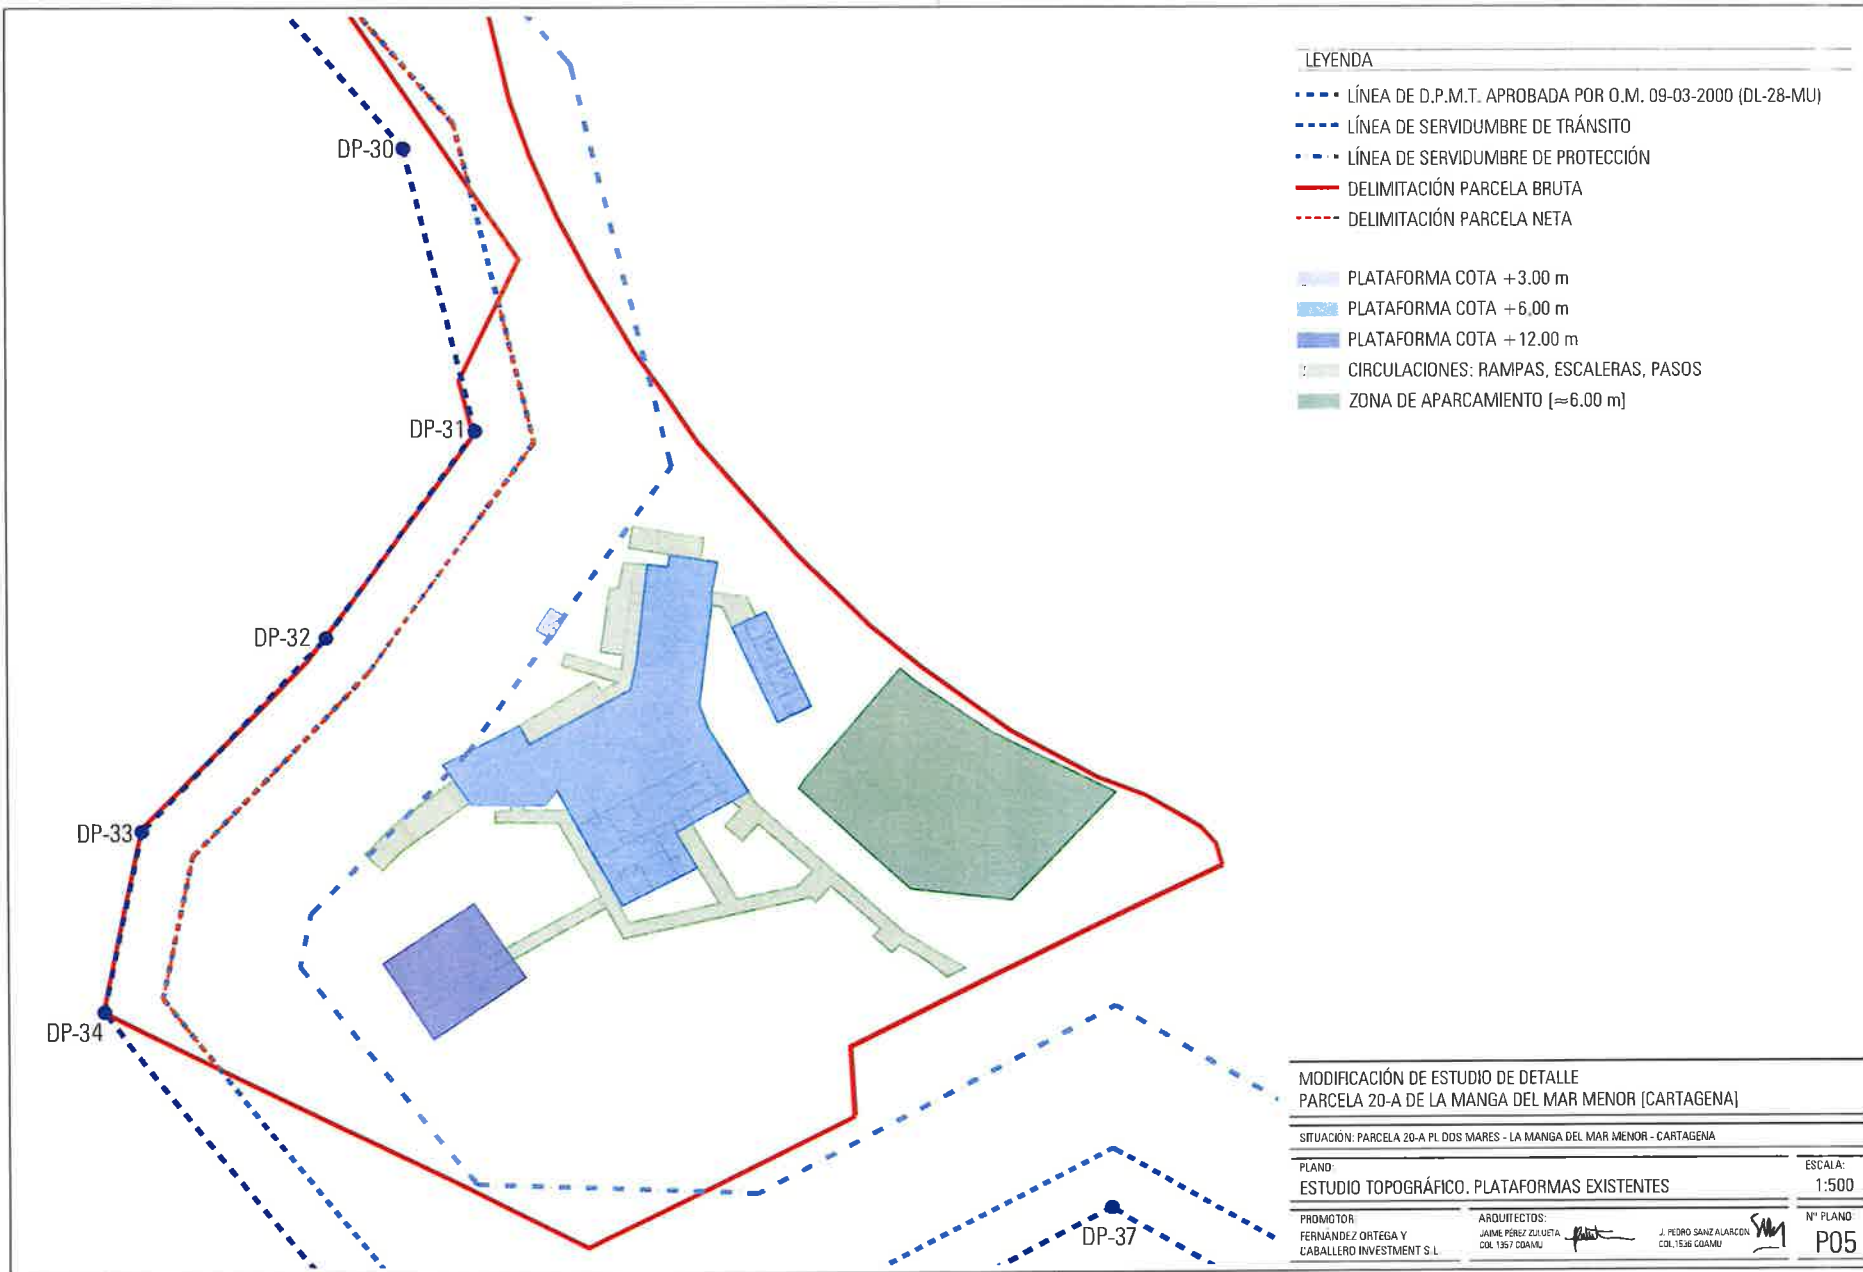 LEYENDA
LÍNEA DE D.P.M.T. APROBADA POR O.M. 09-03-2000 (DL-28-MU)
LÍNEA DE SERVIDUMBRE DE TRÁNSITO
LÍNEA DE SERVIDUMBRE DE PROTECCIÓN
DELIMITACIÓN PARCELA BRUTA
DELIMITACIÓN PARCELA NETA
PLATAFORMA COTA +3.00 m
PLATAFORMA COTA +6.00 m
PLATAFORMA COTA +12.00 m
CIRCULACIONES: RAMPAS, ESCALERAS, PASOS
ZONA DE APARCAMIENTO [≈6.00 m]
DP-30
DP-31
DP-32
DP-33
DP-34
DP-37
MODIFICACIÓN DE ESTUDIO DE DETALLE
PARCELA 20-A DE LA MANGA DEL MAR MENOR [CARTAGENA]
SITUACIÓN: PARCELA 20-A PL DOS MARES - LA MANGA DEL MAR MENOR - CARTAGENA
PLANO:
ESTUDIO TOPOGRÁFICO. PLATAFORMAS EXISTENTES
ESCALA:
1:500
PROMOTOR
FERNÁNDEZ ORTEGA Y
CABALLERO INVESTMENT S.L.
ARQUITECTOS:
JAIME PÉREZ ZULUETA
COL 1357 COAMU
J. PEDRO SANZ ALARCÓN
COL.1536 COAMU
Nº PLANO:
P05